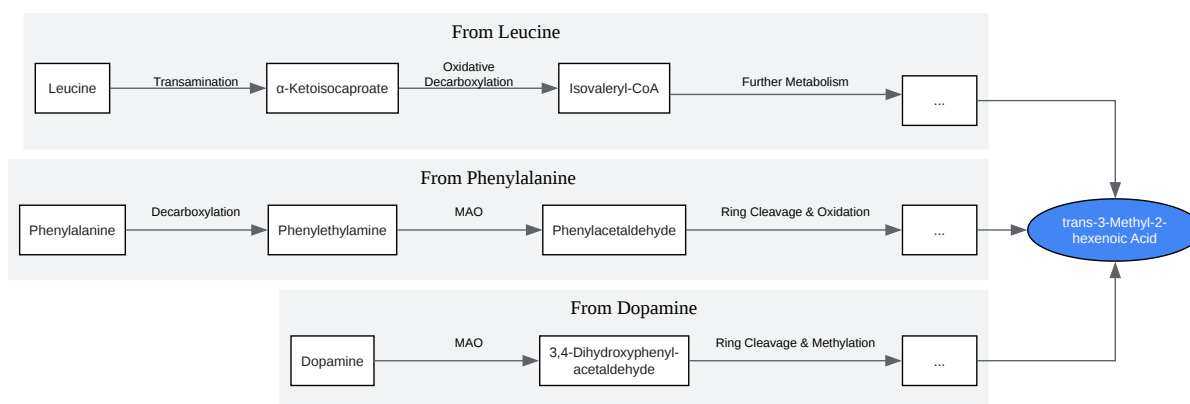 From Leucine
Leucine
Transamination
α-Ketoisocaproate
Oxidative
Decarboxylation
Isovaleryl-CoA
Further Metabolism
...
From Phenylalanine
Phenylalanine
Decarboxylation
Phenylethylamine
MAO
Phenylacetaldehyde
Ring Cleavage & Oxidation
...
trans-3-Methyl-2-
hexenoic Acid
From Dopamine
Dopamine
MAO
3,4-Dihydroxyphenyl-
acetaldehyde
Ring Cleavage & Methylation
...